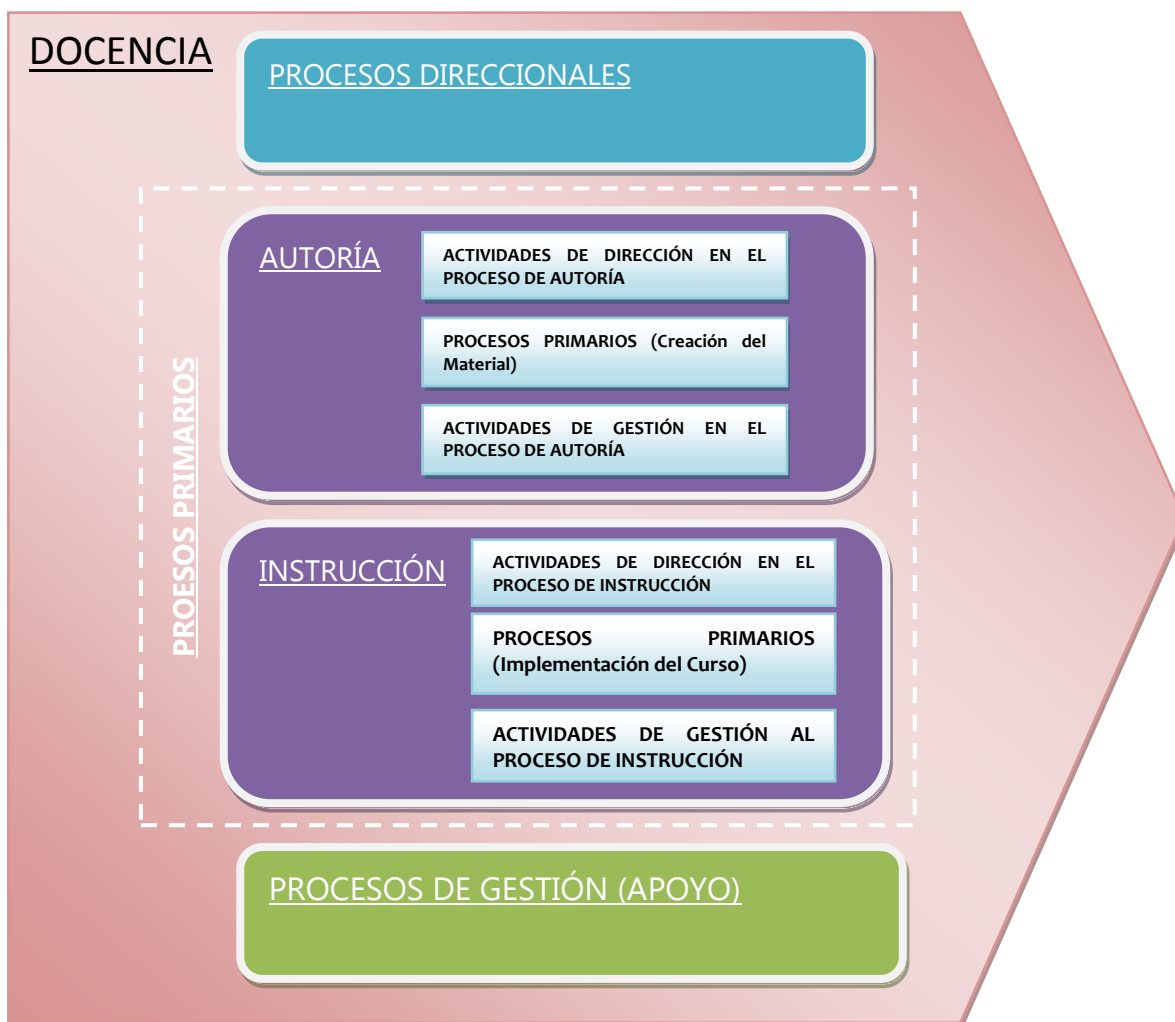 DOCENCIA
PROCESOS DIRECCIONALES
PROESOS PRIMARIOS
AUTORÍA
ACTIVIDADES DE DIRECCIÓN EN EL
PROCESO DE AUTORÍA
PROCESOS PRIMARIOS (Creación del
Material)
ACTIVIDADES DE GESTIÓN EN EL
PROCESO DE AUTORÍA
INSTRUCCIÓN
ACTIVIDADES DE DIRECCIÓN EN EL
PROCESO DE INSTRUCCIÓN
PROCESOS PRIMARIOS
(Implementación del Curso)
ACTIVIDADES DE GESTIÓN AL
PROCESO DE INSTRUCCIÓN
PROCESOS DE GESTIÓN (APOYO)